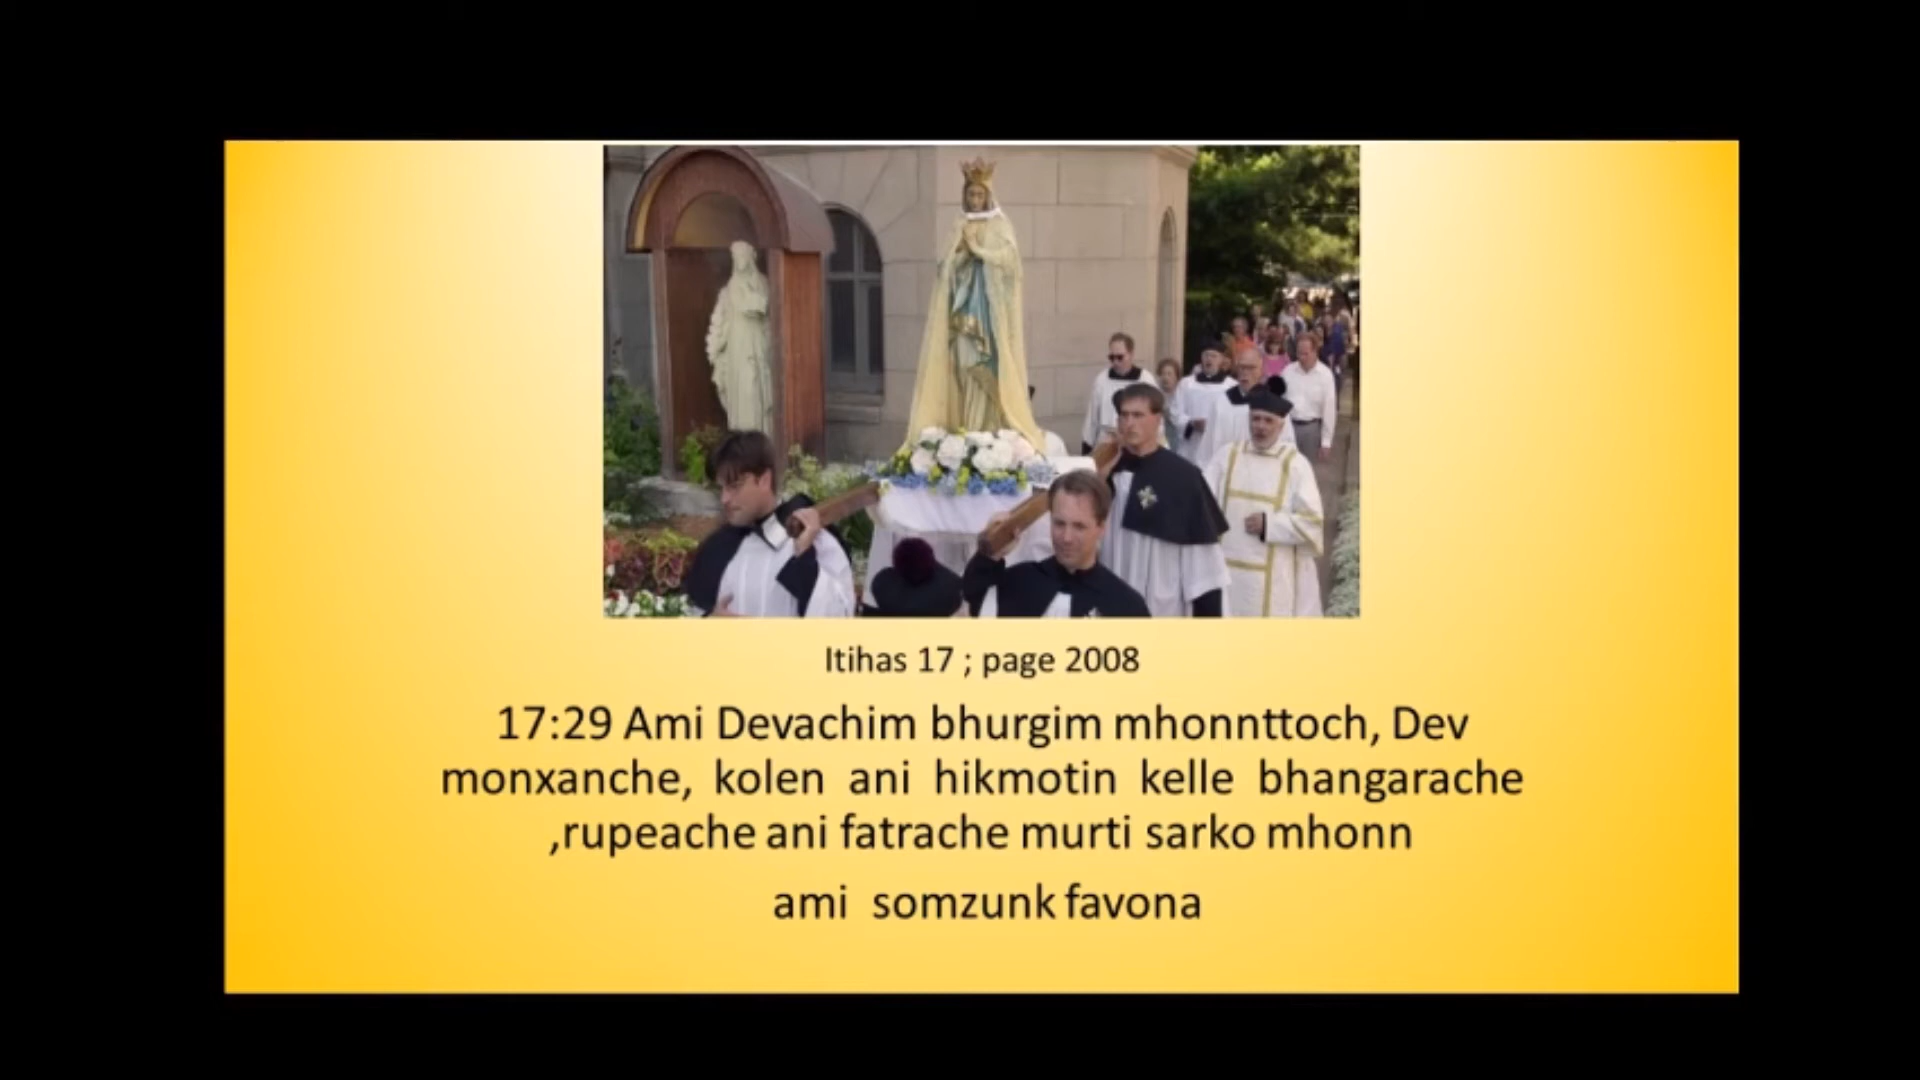 Itihas 17 ; page 2008
17:29 Ami Devachim bhurgim mhonnttoch, Dev
monxanche, kolen ani hikmotin kelle bhangarache
,rupeache ani fatrache murti sarko mhonn
ami somzunk favona